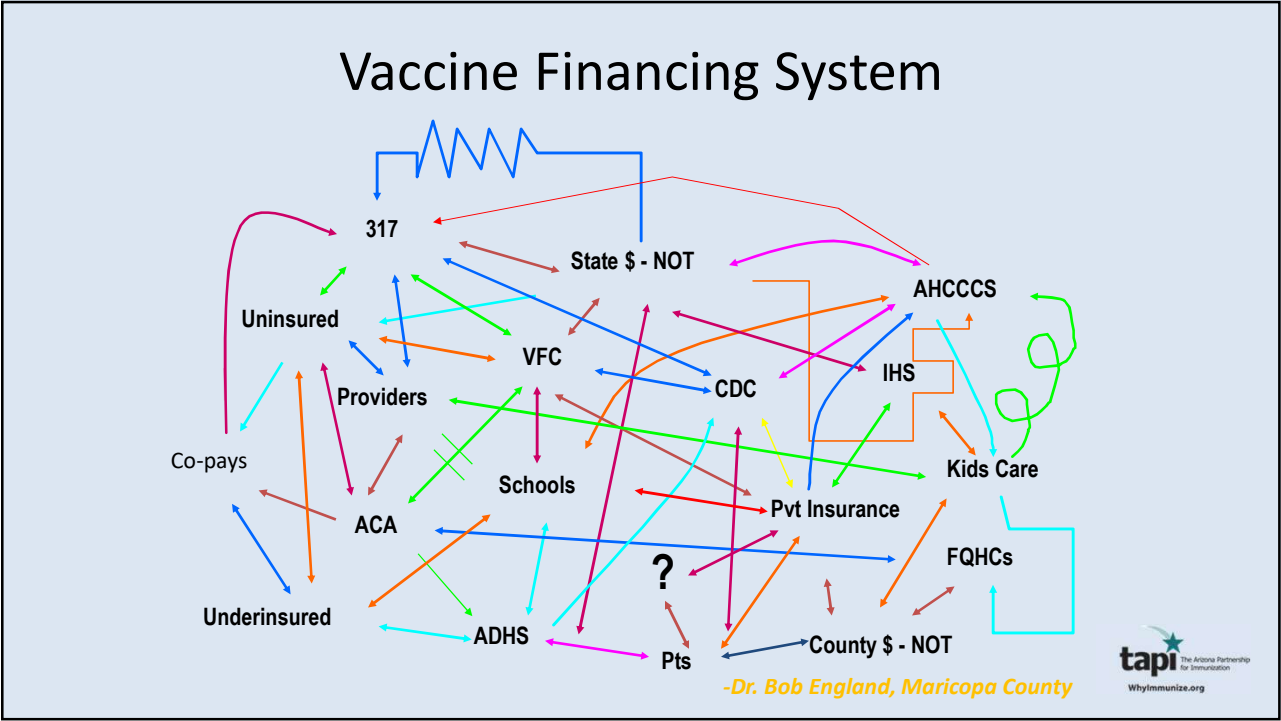 Vaccine Financing System
317
State $ - NOT
AHCCCS
Uninsured
VFC
IHS
CDC
Providers
Co-pays
Kids Care
Schools
Pvt Insurance
ACA
FQHCs
?
Underinsured
ADHS
County $ - NOT
Pts
-Dr. Bob England, Maricopa County
tapi
The Arizona Partnership
for Immunization
WhyImmunize.org